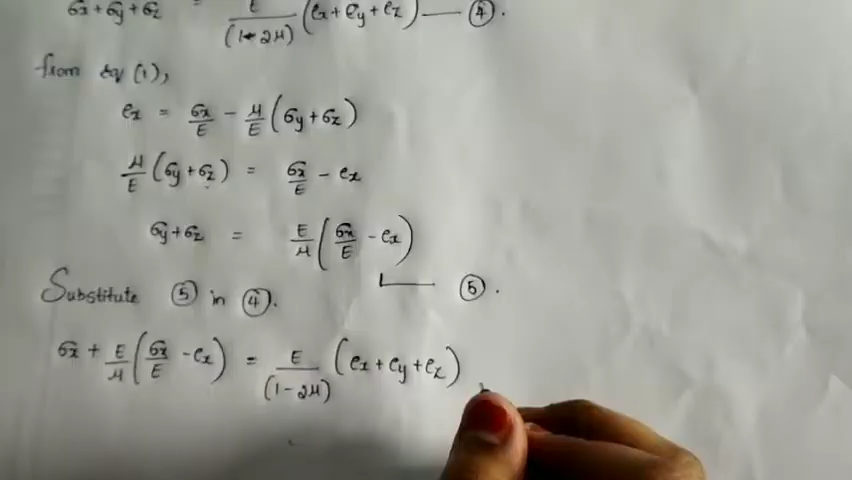 σx + σy + σz = E/(1-2μ) (ex + ey + ez) — ④.
from eq (1),
ex = σx/E - μ/E (σy + σz)
μ/E (σy + σz) = σx/E - ex
σy + σz = E/μ (σx/E - ex)
— ⑤.
Substitute ⑤ in ④.
σx + E/μ (σx/E - ex) = E/(1-2μ) (ex + ey + ez)